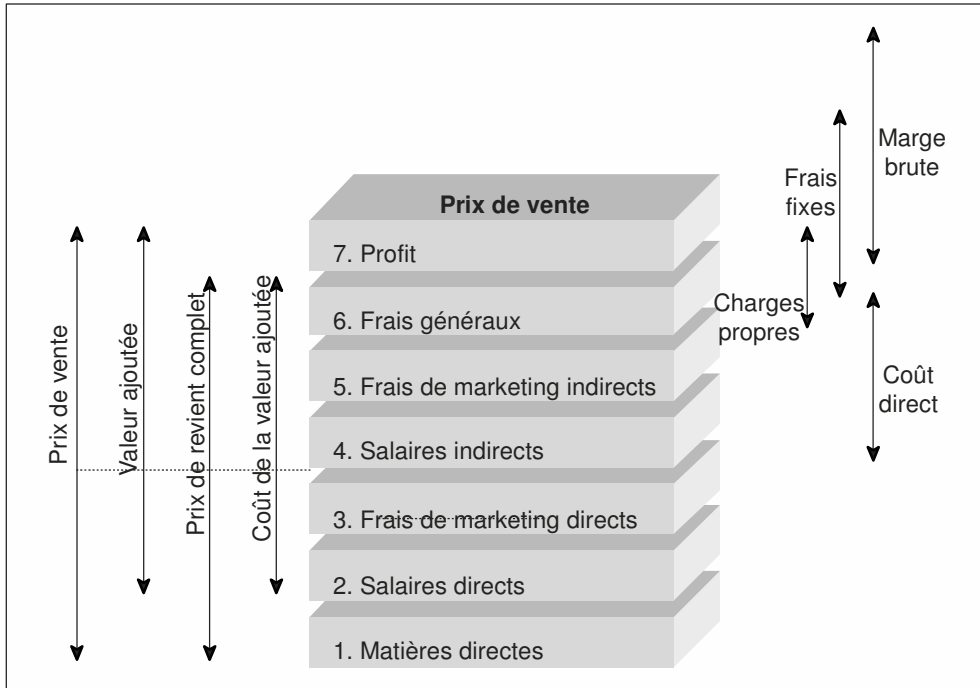 Prix de vente
Valeur ajoutée
Prix de revient complet
Coût de la valeur ajoutée
Prix de vente
7. Profit
6. Frais généraux
5. Frais de marketing indirects
4. Salaires indirects
3. Frais de marketing directs
2. Salaires directs
1. Matières directes
Charges
propres
Frais
fixes
Marge
brute
Coût
direct